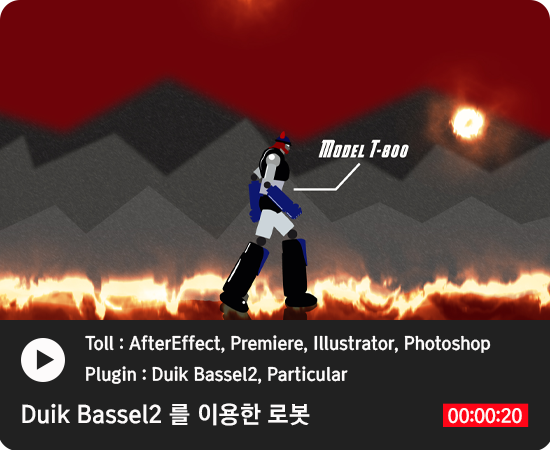 MODEL T-800
Toll : AfterEffect, Premiere, Illustrator, Photoshop
Plugin : Duik Bassel2, Particular
Duik Bassel2 를 이용한 로봇
00:00:20